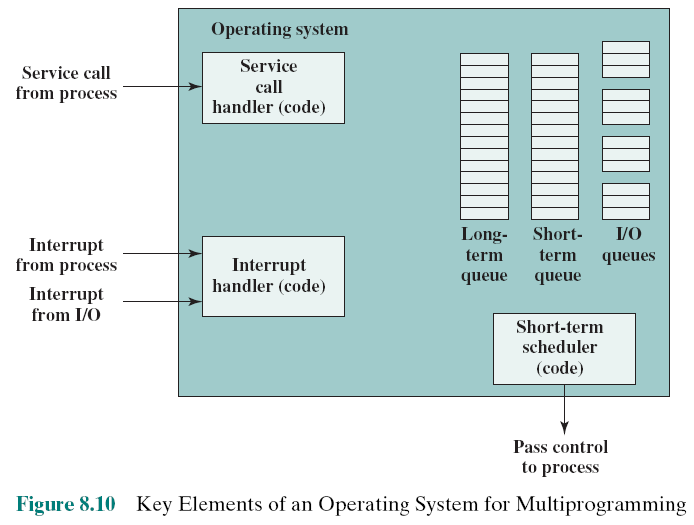 Operating system
Service call
from process
Service
call
handler (code)
Interrupt
from process
Interrupt
from I/O
Interrupt
handler (code)
Long-
term
queue
Short-
term
queue
I/O
queues
Short-term
scheduler
(code)
Pass control
to process
Figure 8.10 Key Elements of an Operating System for Multiprogramming